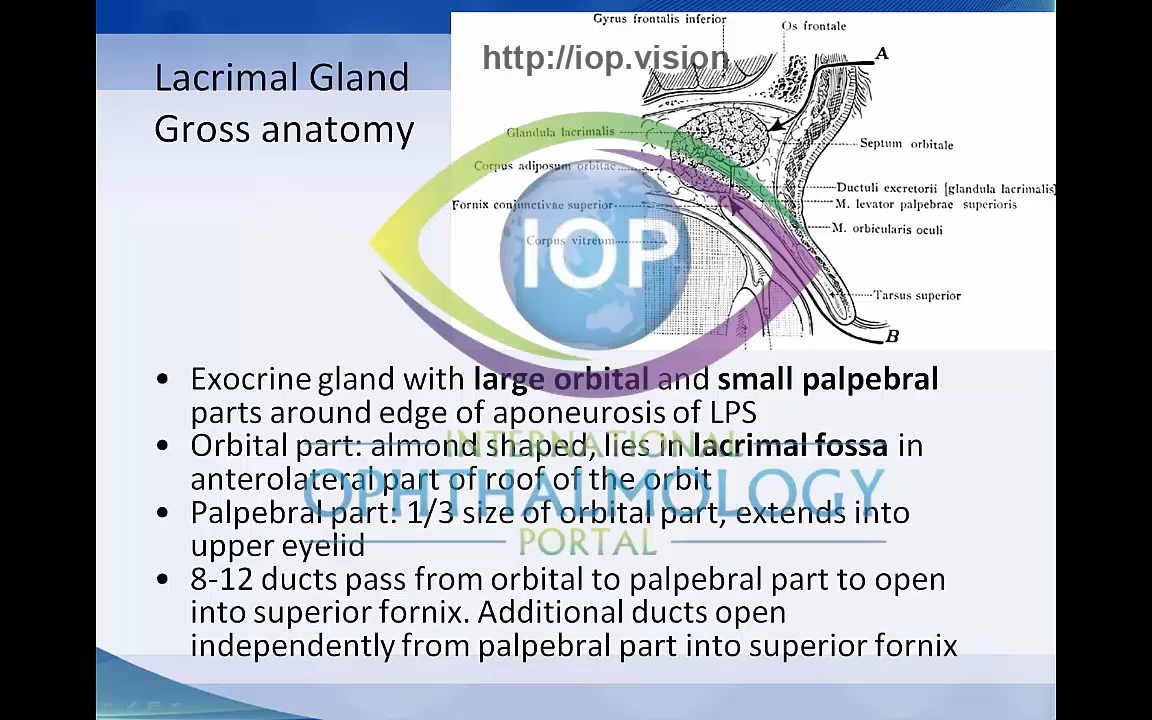 Gyrus frontalis inferior
Os frontale
http://iop.vision
A
Lacrimal Gland
Gross anatomy
Glandula lacrimalis
Septum orbitale
Corpus adiposum orbitae
Ductuli excretorii [glandula lacrimalis]
Fornix conjunctivae superior
M. levator palpebrae superioris
M. orbicularis oculi
Corpus vitreum
IOP
Tarsus superior
B
• Exocrine gland with large orbital and small palpebral
parts around edge of aponeurosis of LPS
• Orbital part: almond shaped, lies in lacrimal fossa in
anterolateral part of roof of the orbit
• Palpebral part: 1/3 size of orbital part, extends into
upper eyelid
• 8-12 ducts pass from orbital to palpebral part to open
into superior fornix. Additional ducts open
independently from palpebral part into superior fornix
INTERNATIONAL
OPHTHALMOLOGY
PORTAL